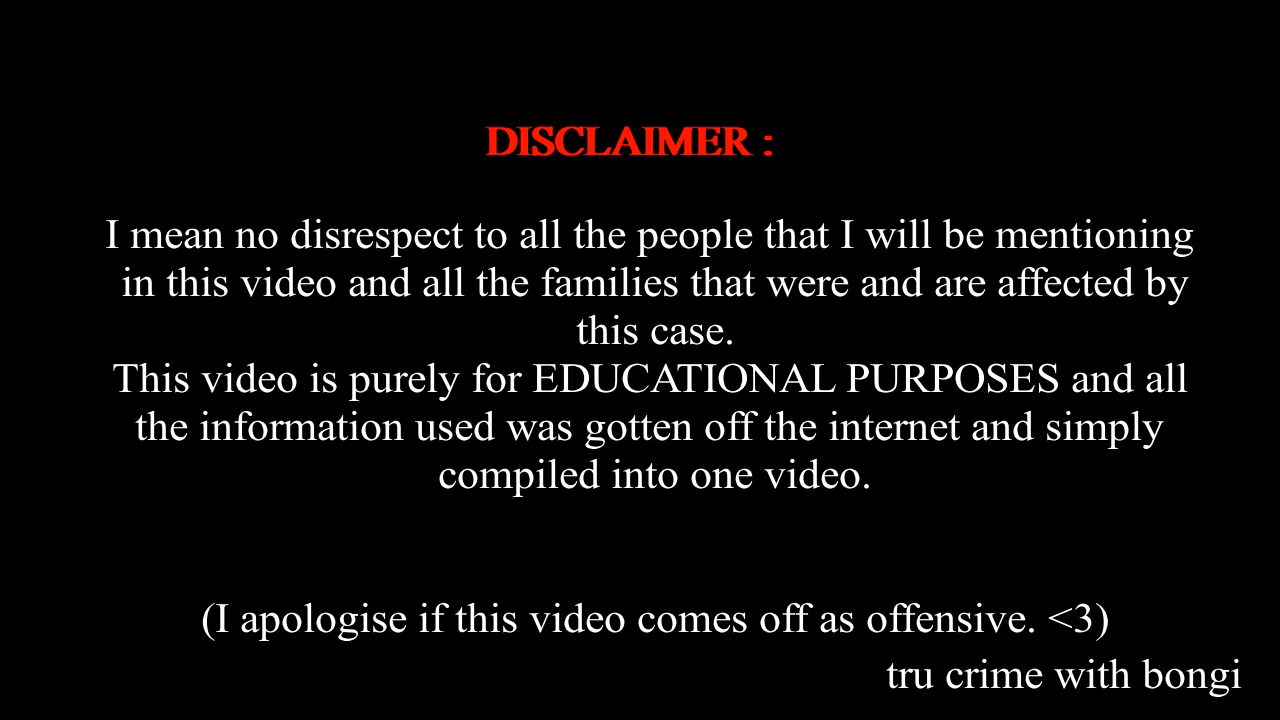 DISCLAIMER :
I mean no disrespect to all the people that I will be mentioning
in this video and all the families that were and are affected by
this case.
This video is purely for EDUCATIONAL PURPOSES and all
the information used was gotten off the internet and simply
compiled into one video.
(I apologise if this video comes off as offensive. <3)
tru crime with bongi